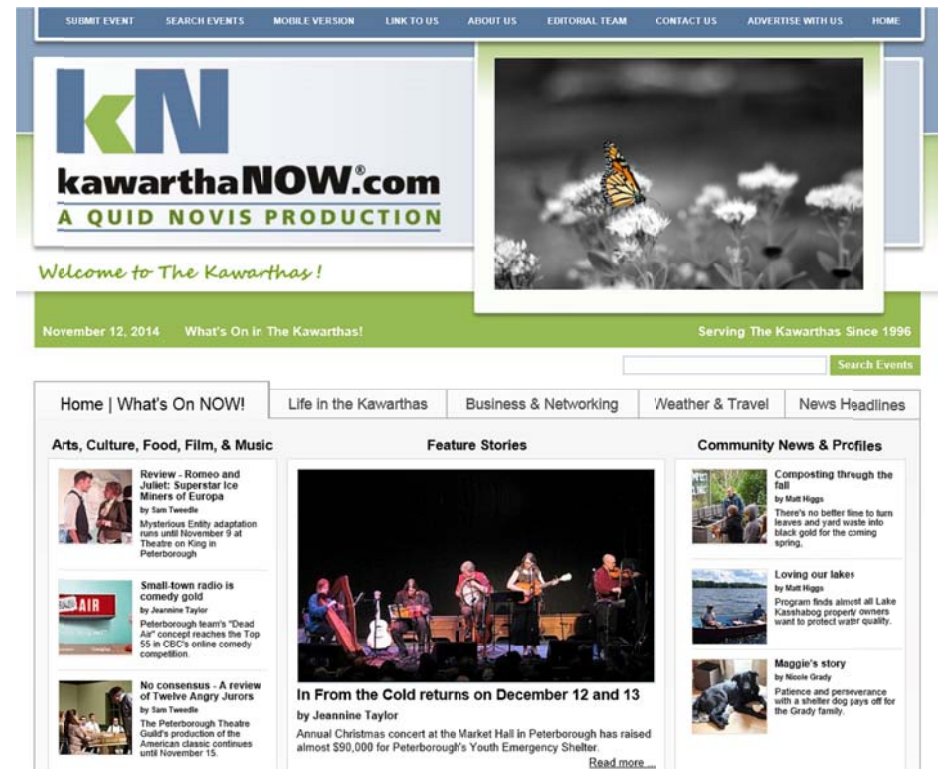 SUBMIT EVENT SEARCH EVENTS MOBILE VERSION LINK TO US ABOUT US EDITORIAL TEAM CONTACT US ADVERTISE WITH US HOME
kN
kawarthaNOW®.com
A QUID NOVIS PRODUCTION
Welcome to The Kawarthas!
November 12, 2014 What's On in The Kawarthas! Serving The Kawarthas Since 1996
Search Events
Home | What's On NOW! Life in the Kawarthas Business & Networking Weather & Travel News Headlines
Arts, Culture, Food, Film, & Music
Review - Romeo and
Juliet: Superstar Ice
Miners of Europa
by Sam Tweedle
Mysterious Entity adaptation
runs until November 9 at
Theatre on King in
Peterborough
AIR
Small-town radio is
comedy gold
by Jeannine Taylor
Peterborough team's "Dead
Air" concept reaches the Top
55 in CBC's online comedy
competition.
No consensus - A review
of Twelve Angry Jurors
by Sam Tweedle
The Peterborough Theatre
Guild's production of the
American classic continues
until November 15.
Feature Stories
In From the Cold returns on December 12 and 13
by Jeannine Taylor
Annual Christmas concert at the Market Hall in Peterborough has raised
almost $90,000 for Peterborough's Youth Emergency Shelter.
Read more ...
Community News & Profiles
Composting through the
fall
by Matt Higgs
There's no better time to turn
leaves and yard waste into
black gold for the coming
spring.
Loving our lakes
by Matt Higgs
Program finds almost all Lake
Kasshabog property owners
want to protect water quality.
Maggie's story
by Nicole Grady
Patience and perseverance
with a shelter dog pays off for
the Grady family.